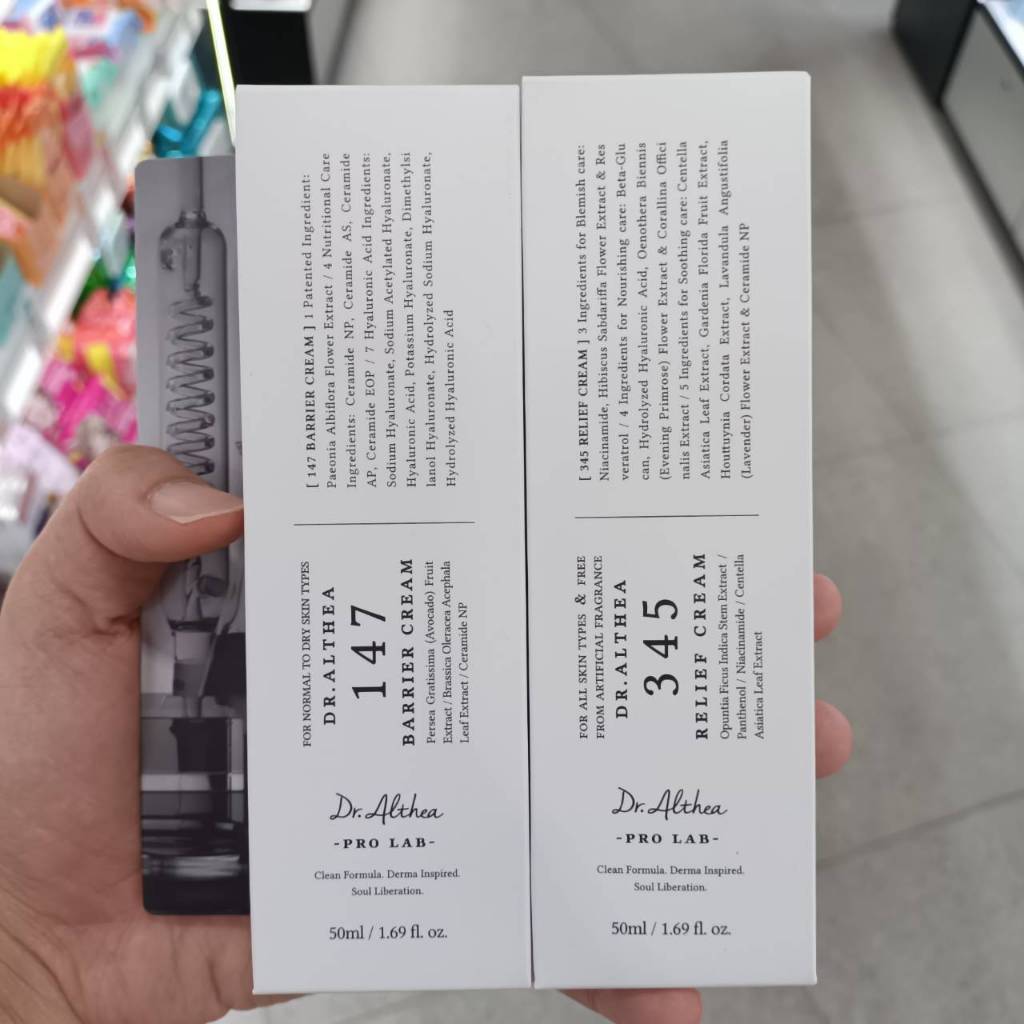 [ 147 BARRIER CREAM ] 1 Patented Ingredient:
Paeonia Albiflora Flower Extract / 4 Nutritional Care
Ingredients: Ceramide NP, Ceramide AS, Ceramide
AP, Ceramide EOP / 7 Hyaluronic Acid Ingredients:
Sodium Hyaluronate, Sodium Acetylated Hyaluronate,
Hyaluronic Acid, Potassium Hyaluronate, Dimethylsi
lanol Hyaluronate, Hydrolyzed Sodium Hyaluronate,
Hydrolyzed Hyaluronic Acid
FOR NORMAL TO DRY SKIN TYPES
DR.ALTHEA
147
BARRIER CREAM
Persea Gratissima (Avocado) Fruit
Extract / Brassica Oleracea Acephala
Leaf Extract / Ceramide NP
Dr.Althea
-PRO LAB-
Clean Formula. Derma Inspired.
Soul Liberation.
50ml / 1.69 fl. oz.
[ 345 RELIEF CREAM ] 3 Ingredients for Blemish care:
Niacinamide, Hibiscus Sabdariffa Flower Extract & Res
veratrol / 4 Ingredients for Nourishing care: Beta-Glu
can, Hydrolyzed Hyaluronic Acid, Oenothera Biennis
(Evening Primrose) Flower Extract & Corallina Offici
nalis Extract / 5 Ingredients for Soothing care: Centella
Asiatica Leaf Extract, Gardenia Florida Fruit Extract,
Houttuynia Cordata Extract, Lavandula Angustifolia
(Lavender) Flower Extract & Ceramide NP
FOR ALL SKIN TYPES & FREE
FROM ARTIFICIAL FRAGRANCE
DR.ALTHEA
345
RELIEF CREAM
Opuntia Ficus Indica Stem Extract /
Panthenol / Niacinamide / Centella
Asiatica Leaf Extract
Dr.Althea
-PRO LAB-
Clean Formula. Derma Inspired.
Soul Liberation.
50ml / 1.69 fl. oz.